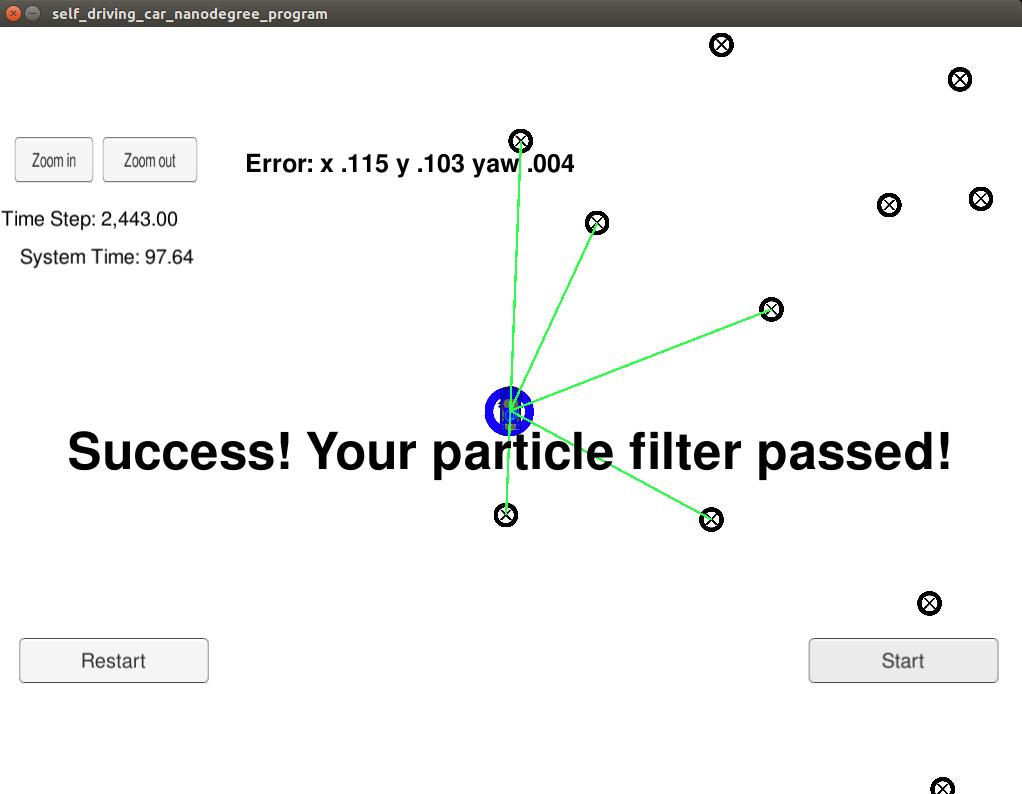 self_driving_car_nanodegree_program
Zoom in
Zoom out
Error: x .115 y .103 yaw .004
Time Step: 2,443.00
System Time: 97.64
Success! Your particle filter passed!
Restart
Start